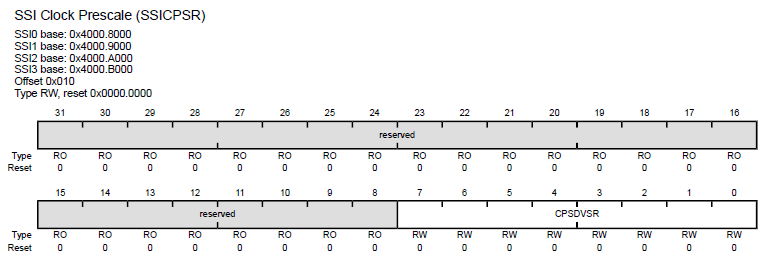 SSI Clock Prescale (SSICPSR)
SSI0 base: 0x4000.8000
SSI1 base: 0x4000.9000
SSI2 base: 0x4000.A000
SSI3 base: 0x4000.B000
Offset 0x010
Type RW, reset 0x0000.0000
31 30 29 28 27 26 25 24 23 22 21 20 19 18 17 16
reserved
Type RO RO RO RO RO RO RO RO RO RO RO RO RO RO RO RO
Reset 0 0 0 0 0 0 0 0 0 0 0 0 0 0 0 0
15 14 13 12 11 10 9 8 7 6 5 4 3 2 1 0
reserved CPSDVSR
Type RO RO RO RO RO RO RO RO RO RW RW RW RW RW RW RW
Reset 0 0 0 0 0 0 0 0 0 0 0 0 0 0 0 0